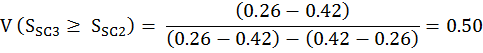 V (S_SC3 ≥ S_SC2) = (0.26 − 0.42) / ((0.26 − 0.42) − (0.42 − 0.26)) = 0.50